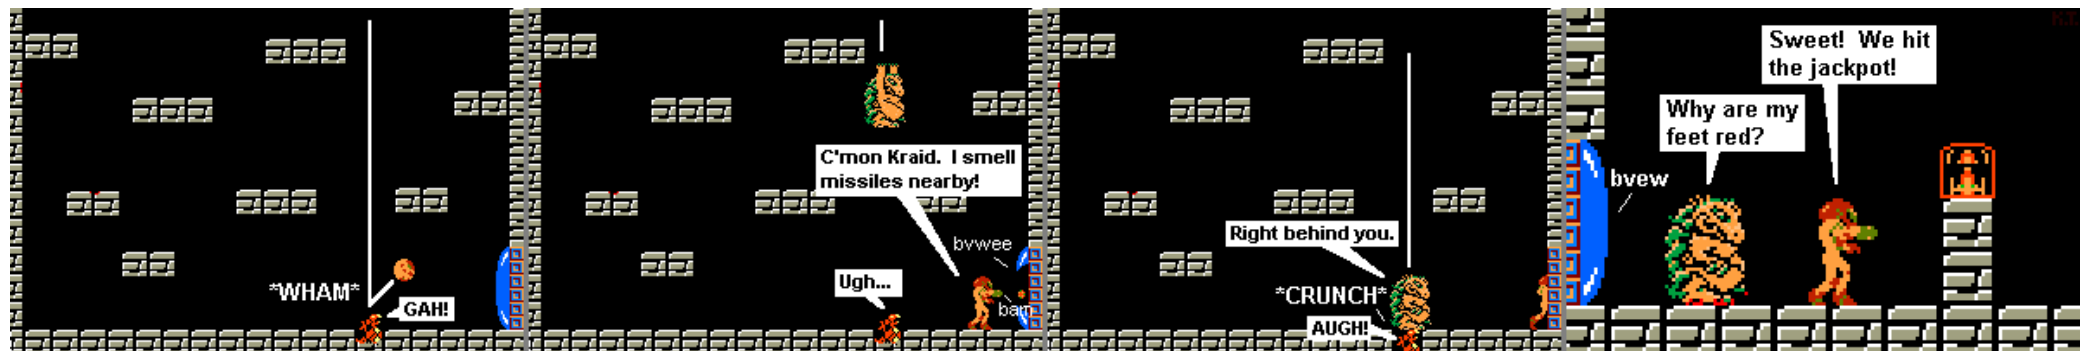 *WHAM*
GAH!
C'mon Kraid.  I smell
missiles nearby!
bvwee
Ugh...
bam
Right behind you.
*CRUNCH*
AUGH!
Sweet!  We hit
the jackpot!
Why are my
feet red?
bvew